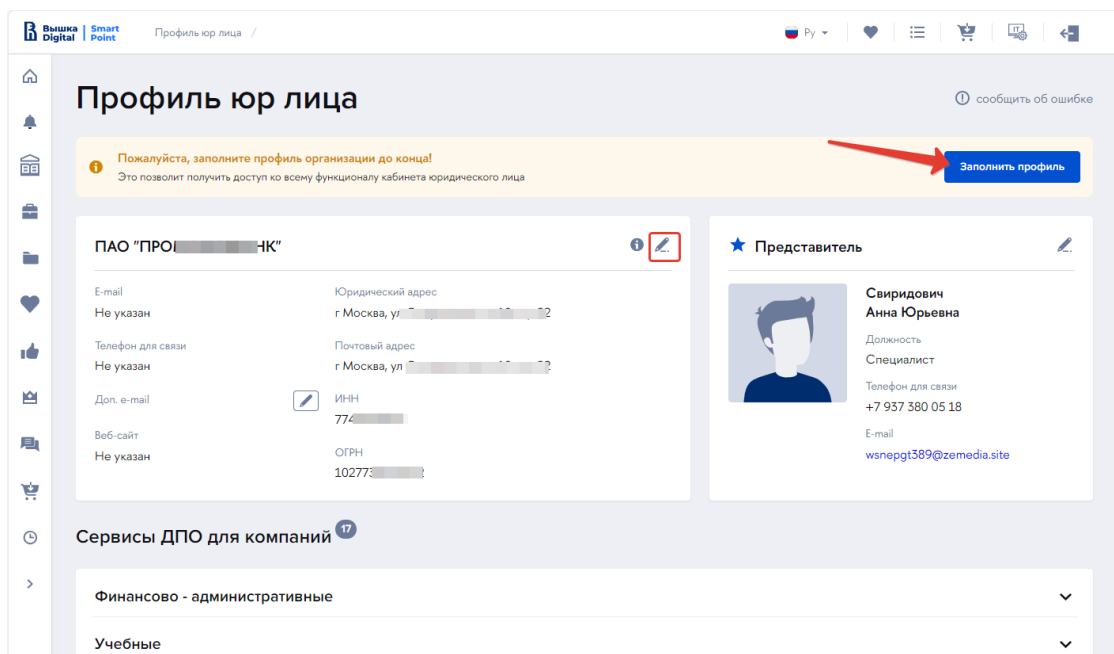 Вышка Digital | Smart Point
Профиль юр лица /
Ру
IT
Профиль юр лица
сообщить об ошибке
Пожалуйста, заполните профиль организации до конца!
Это позволит получить доступ ко всему функционалу кабинета юридического лица
Заполнить профиль
ПАО "ПРО НК"
E-mail
Не указан
Телефон для связи
Не указан
Доп. e-mail
Веб-сайт
Не указан
Юридический адрес
г Москва, ул
Почтовый адрес
г Москва, ул
ИНН
774
ОГРН
10277
Представитель
Свиридович
Анна Юрьевна
Должность
Специалист
Телефон для связи
+7 937 380 05 18
E-mail
wsnepgt389@zemedia.site
Сервисы ДПО для компаний 17
Финансово - административные
Учебные